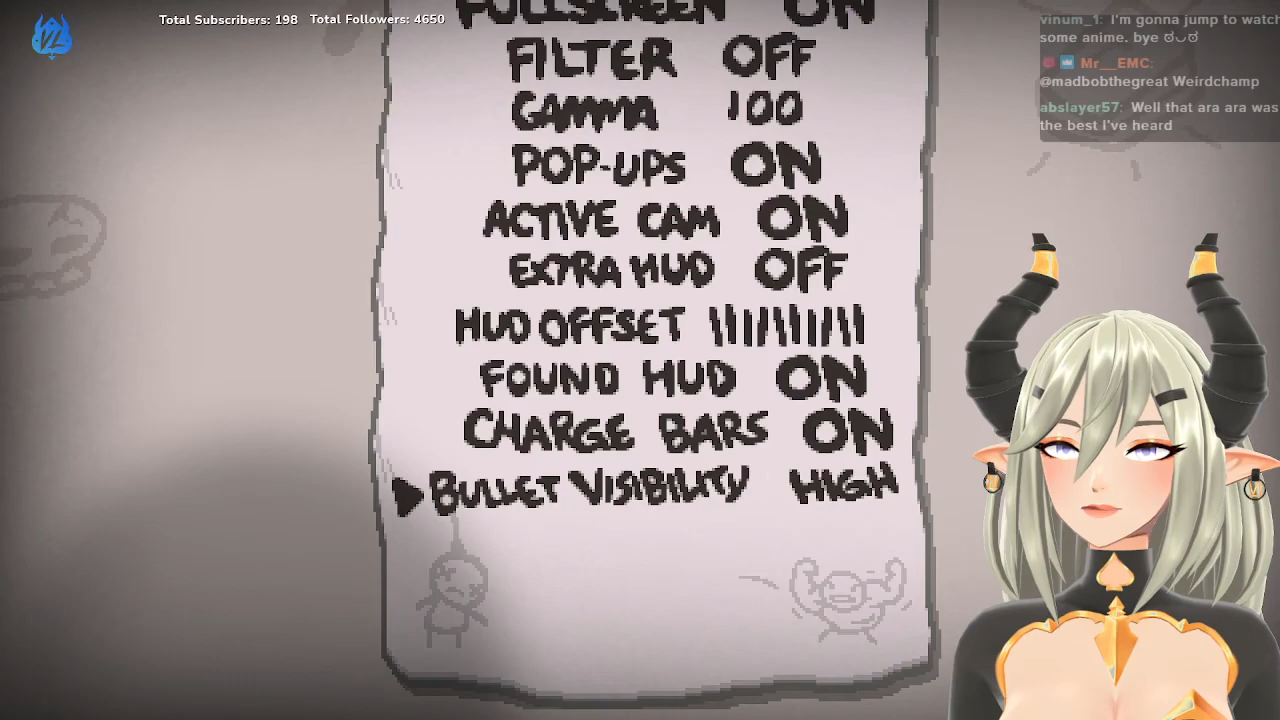 Total Subscribers: 198 Total Followers: 4650
VL
FULLSCREEN ON
FILTER OFF
GAMMA 100
POP-UPS ON
ACTIVE CAM ON
EXTRA HUD OFF
HUD OFFSET ||||||||||
FOUND HUD ON
CHARGE BARS ON
BULLET VISIBILITY HIGH
vinum_1: I'm gonna jump to watch
some anime. bye ಠ◡ಠ
Mr__EMC:
@madbobthegreat Weirdchamp
abslayer57: Well that ara ara was
the best I've heard